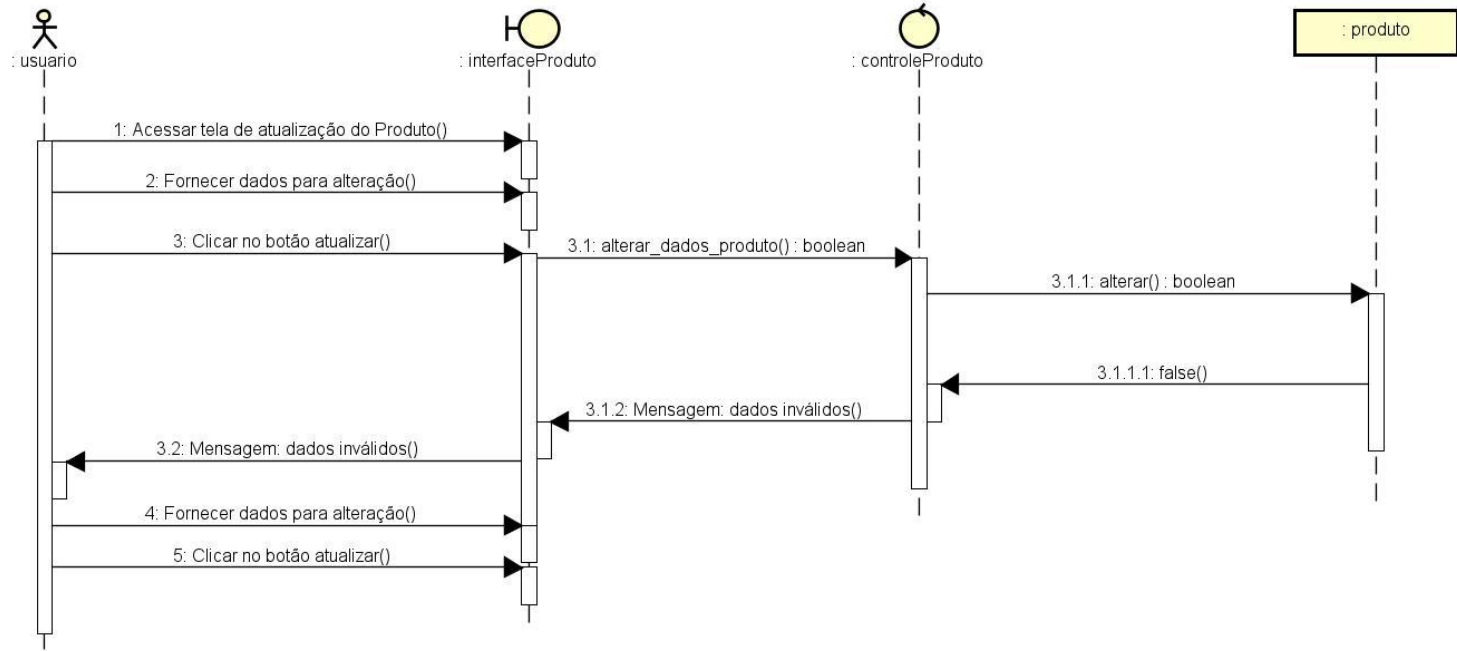 : usuario
: interfaceProduto
: controleProduto
: produto
1: Acessar tela de atualização do Produto()
2: Fornecer dados para alteração()
3: Clicar no botão atualizar()
3.1: alterar_dados_produto() : boolean
3.1.1: alterar() : boolean
3.1.1.1: false()
3.1.2: Mensagem: dados inválidos()
3.2: Mensagem: dados inválidos()
4: Fornecer dados para alteração()
5: Clicar no botão atualizar()